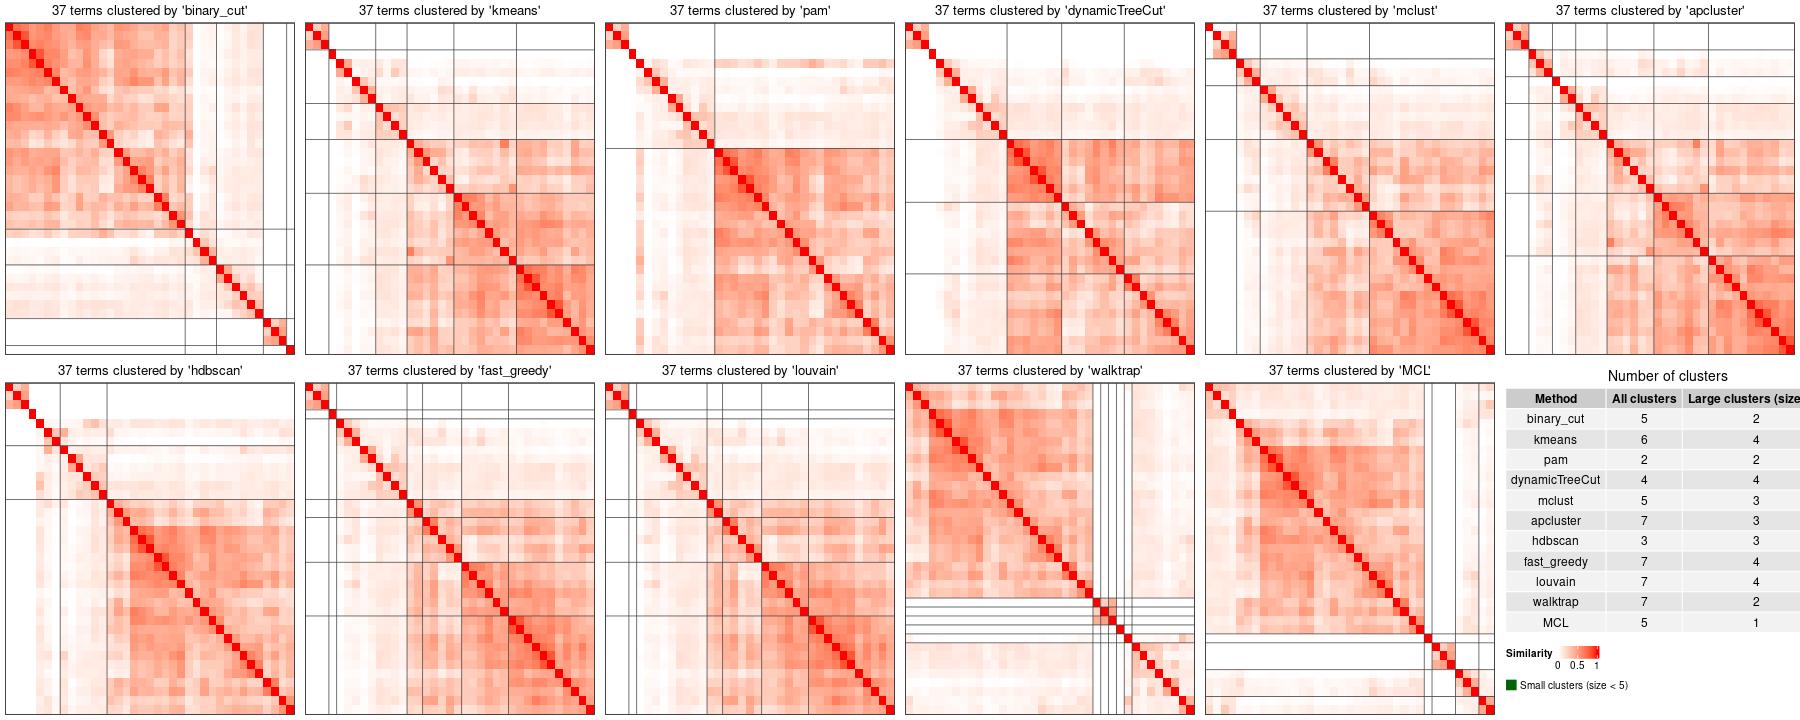 37 terms clustered by 'binary_cut'
37 terms clustered by 'kmeans'
37 terms clustered by 'pam'
37 terms clustered by 'dynamicTreeCut'
37 terms clustered by 'mclust'
37 terms clustered by 'apcluster'
37 terms clustered by 'hdbscan'
37 terms clustered by 'fast_greedy'
37 terms clustered by 'louvain'
37 terms clustered by 'walktrap'
37 terms clustered by 'MCL'
Number of clusters
Method All clusters Large clusters (size
binary_cut 5 2
kmeans 6 4
pam 2 2
dynamicTreeCut 4 4
mclust 5 3
apcluster 7 3
hdbscan 3 3
fast_greedy 7 4
louvain 7 4
walktrap 7 2
MCL 5 1
Similarity
0 0.5 1
Small clusters (size < 5)